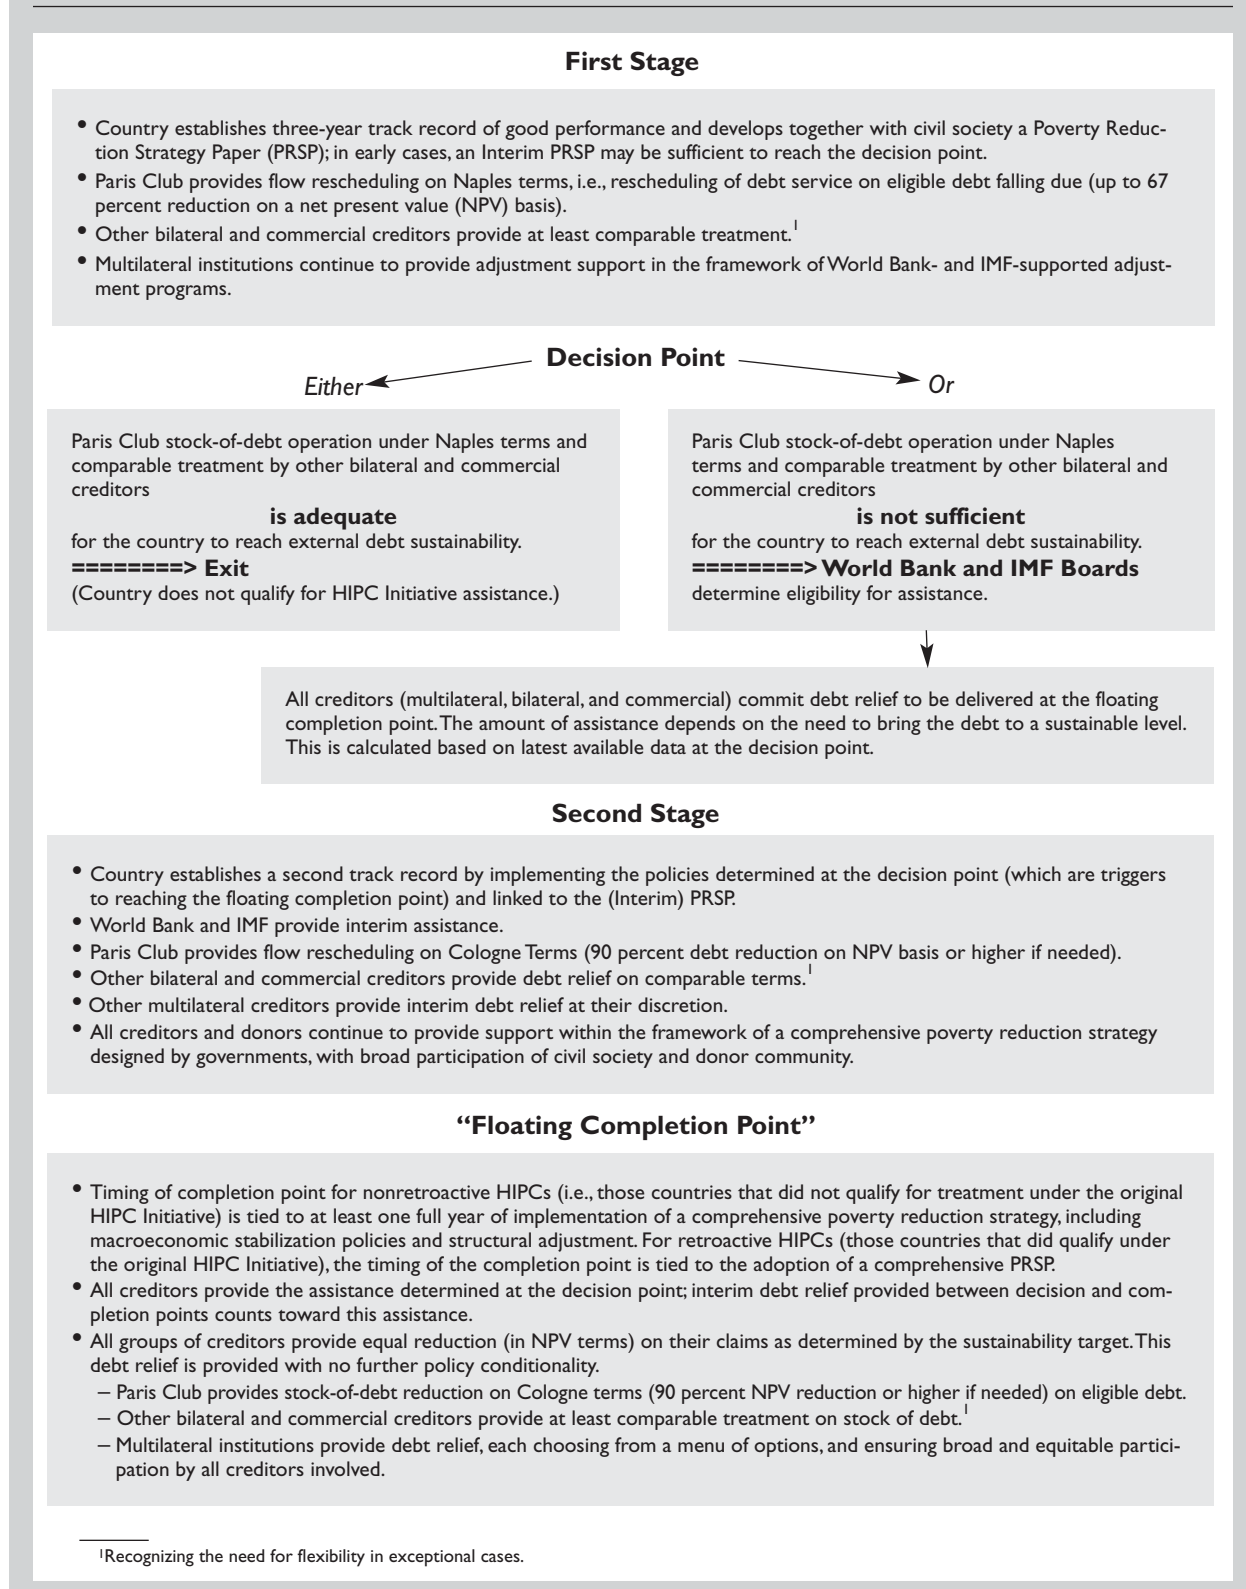 First Stage
• Country establishes three-year track record of good performance and develops together with civil society a Poverty Reduc-
tion Strategy Paper (PRSP); in early cases, an Interim PRSP may be sufficient to reach the decision point.
• Paris Club provides flow rescheduling on Naples terms, i.e., rescheduling of debt service on eligible debt falling due (up to 67
percent reduction on a net present value (NPV) basis).
• Other bilateral and commercial creditors provide at least comparable treatment.1
• Multilateral institutions continue to provide adjustment support in the framework of World Bank- and IMF-supported adjust-
ment programs.
Decision Point
Either
Or
Paris Club stock-of-debt operation under Naples terms and
comparable treatment by other bilateral and commercial
creditors
is adequate
for the country to reach external debt sustainability.
========> Exit
(Country does not qualify for HIPC Initiative assistance.)
Paris Club stock-of-debt operation under Naples
terms and comparable treatment by other bilateral and
commercial creditors
is not sufficient
for the country to reach external debt sustainability.
========> World Bank and IMF Boards
determine eligibility for assistance.
All creditors (multilateral, bilateral, and commercial) commit debt relief to be delivered at the floating
completion point. The amount of assistance depends on the need to bring the debt to a sustainable level.
This is calculated based on latest available data at the decision point.
Second Stage
• Country establishes a second track record by implementing the policies determined at the decision point (which are triggers
to reaching the floating completion point) and linked to the (Interim) PRSP.
• World Bank and IMF provide interim assistance.
• Paris Club provides flow rescheduling on Cologne Terms (90 percent debt reduction on NPV basis or higher if needed).
• Other bilateral and commercial creditors provide debt relief on comparable terms.1
• Other multilateral creditors provide interim debt relief at their discretion.
• All creditors and donors continue to provide support within the framework of a comprehensive poverty reduction strategy
designed by governments, with broad participation of civil society and donor community.
“Floating Completion Point”
• Timing of completion point for nonretroactive HIPCs (i.e., those countries that did not qualify for treatment under the original
HIPC Initiative) is tied to at least one full year of implementation of a comprehensive poverty reduction strategy, including
macroeconomic stabilization policies and structural adjustment. For retroactive HIPCs (those countries that did qualify under
the original HIPC Initiative), the timing of the completion point is tied to the adoption of a comprehensive PRSP.
• All creditors provide the assistance determined at the decision point; interim debt relief provided between decision and com-
pletion points counts toward this assistance.
• All groups of creditors provide equal reduction (in NPV terms) on their claims as determined by the sustainability target. This
debt relief is provided with no further policy conditionality.
– Paris Club provides stock-of-debt reduction on Cologne terms (90 percent NPV reduction or higher if needed) on eligible debt.
– Other bilateral and commercial creditors provide at least comparable treatment on stock of debt.1
– Multilateral institutions provide debt relief, each choosing from a menu of options, and ensuring broad and equitable partici-
pation by all creditors involved.
1Recognizing the need for flexibility in exceptional cases.